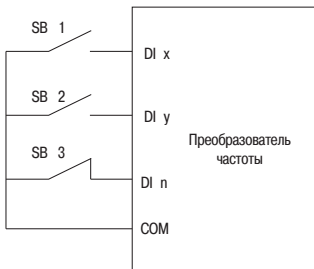 SB 1
DI x
SB 2
DI y
Преобразователь
частоты
SB 3
DI n
COM